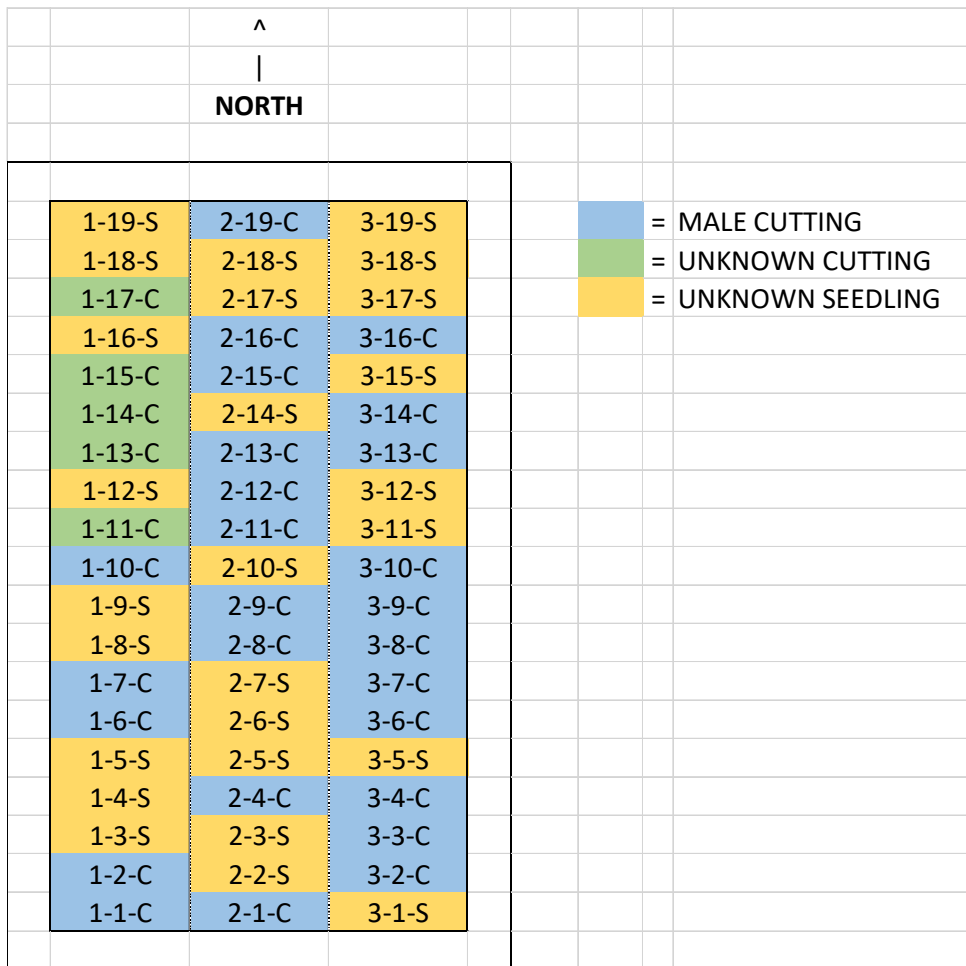 ^
|
NORTH
1-19-S 2-19-C 3-19-S = MALE CUTTING
1-18-S 2-18-S 3-18-S = UNKNOWN CUTTING
1-17-C 2-17-S 3-17-S = UNKNOWN SEEDLING
1-16-S 2-16-C 3-16-C
1-15-C 2-15-C 3-15-S
1-14-C 2-14-S 3-14-C
1-13-C 2-13-C 3-13-C
1-12-S 2-12-C 3-12-S
1-11-C 2-11-C 3-11-S
1-10-C 2-10-S 3-10-C
1-9-S 2-9-C 3-9-C
1-8-S 2-8-C 3-8-C
1-7-C 2-7-S 3-7-C
1-6-C 2-6-S 3-6-C
1-5-S 2-5-S 3-5-S
1-4-S 2-4-C 3-4-C
1-3-S 2-3-S 3-3-C
1-2-C 2-2-S 3-2-C
1-1-C 2-1-C 3-1-S